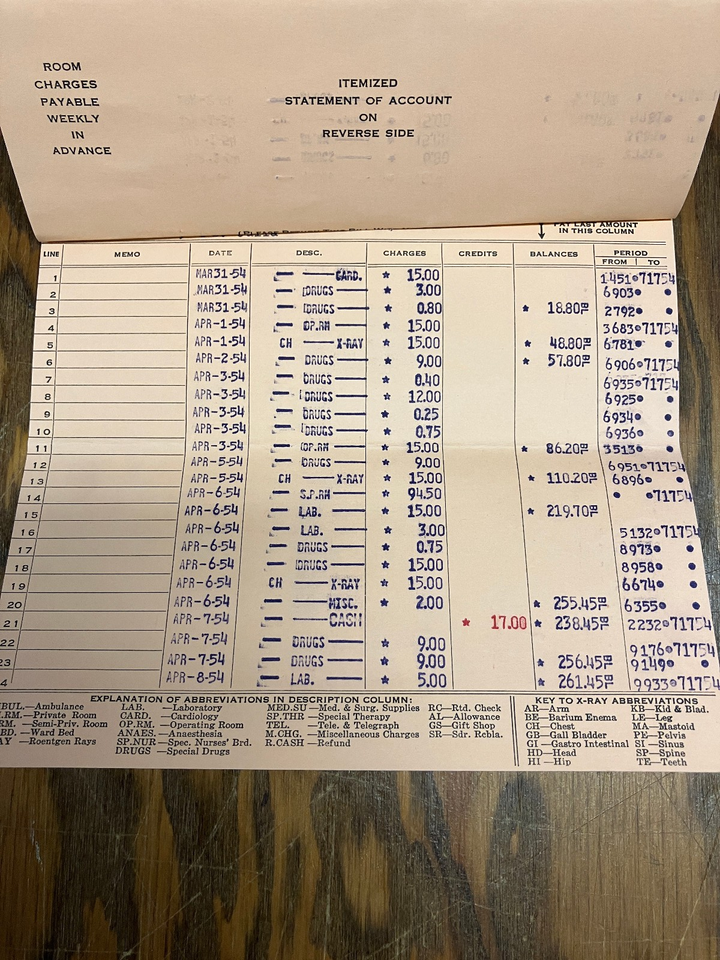 ROOM
CHARGES
PAYABLE
WEEKLY
IN
ADVANCE
ITEMIZED
STATEMENT OF ACCOUNT
ON
REVERSE SIDE
PAY LAST AMOUNT
IN THIS COLUMN
LINE MEMO DATE DESC. CHARGES CREDITS BALANCES PERIOD
FROM TO
1 MAR31-54 CARD. * 15.00 1451•71754
2 MAR31-54 DRUGS * 3.00 6903• •
3 MAR31-54 DRUGS * 0.80 * 18.80 2792• •
4 APR-1-54 OP.RM * 15.00 3683•71754
5 APR-1-54 CH X-RAY * 15.00 * 48.80 6781• •
6 APR-2-54 DRUGS * 9.00 * 57.80 6906•71754
7 APR-3-54 DRUGS * 0.40 6935•71754
8 APR-3-54 DRUGS * 12.00 6925• •
9 APR-3-54 DRUGS * 0.25 6934• •
10 APR-3-54 DRUGS * 0.75 6936• •
11 APR-3-54 OP.RM * 15.00 * 86.20 3513• •
12 APR-5-54 DRUGS * 9.00 6951•71754
13 APR-5-54 CH X-RAY * 15.00 * 110.20 6896• •
14 APR-6-54 S.P.RM * 94.50 • •71754
15 APR-6-54 LAB. * 15.00 * 219.70
16 APR-6-54 LAB. * 3.00 5132•71754
17 APR-6-54 DRUGS * 0.75 8973• •
18 APR-6-54 DRUGS * 15.00 8958• •
19 APR-6-54 CH X-RAY * 15.00 6674• •
20 APR-6-54 MISC. * 2.00 * 255.45 6355• •
21 APR-7-54 CASH * 17.00 * 238.45 2232•71754
22 APR-7-54 DRUGS * 9.00 9176•71754
23 APR-7-54 DRUGS * 9.00 * 256.45 9149• •
4 APR-8-54 LAB. * 5.00 * 261.45 9933•71754
EXPLANATION OF ABBREVIATIONS IN DESCRIPTION COLUMN:
BUL.—Ambulance
.RM.—Private Room
RM.—Semi-Priv. Room
BD.—Ward Bed
AY—Roentgen Rays
LAB.—Laboratory
CARD.—Cardiology
OP.RM.—Operating Room
ANAES.—Anaesthesia
SP.NUR—Spec. Nurses' Brd.
DRUGS—Special Drugs
MED.SU—Med. & Surg. Supplies
SP.THR—Special Therapy
TEL.—Tele. & Telegraph
M.CHG.—Miscellaneous Charges
R.CASH—Refund
RC—Rtd. Check
AL—Allowance
GS—Gift Shop
SR—Sdr. Rcbla.
KEY TO X-RAY ABBREVIATIONS
AR—Arm
BE—Barium Enema
CH—Chest
GB—Gall Bladder
GI—Gastro Intestinal
HD—Head
HI—Hip
KB—Kid & Blad.
LE—Leg
MA—Mastoid
PE—Pelvis
SI—Sinus
SP—Spine
TE—Teeth